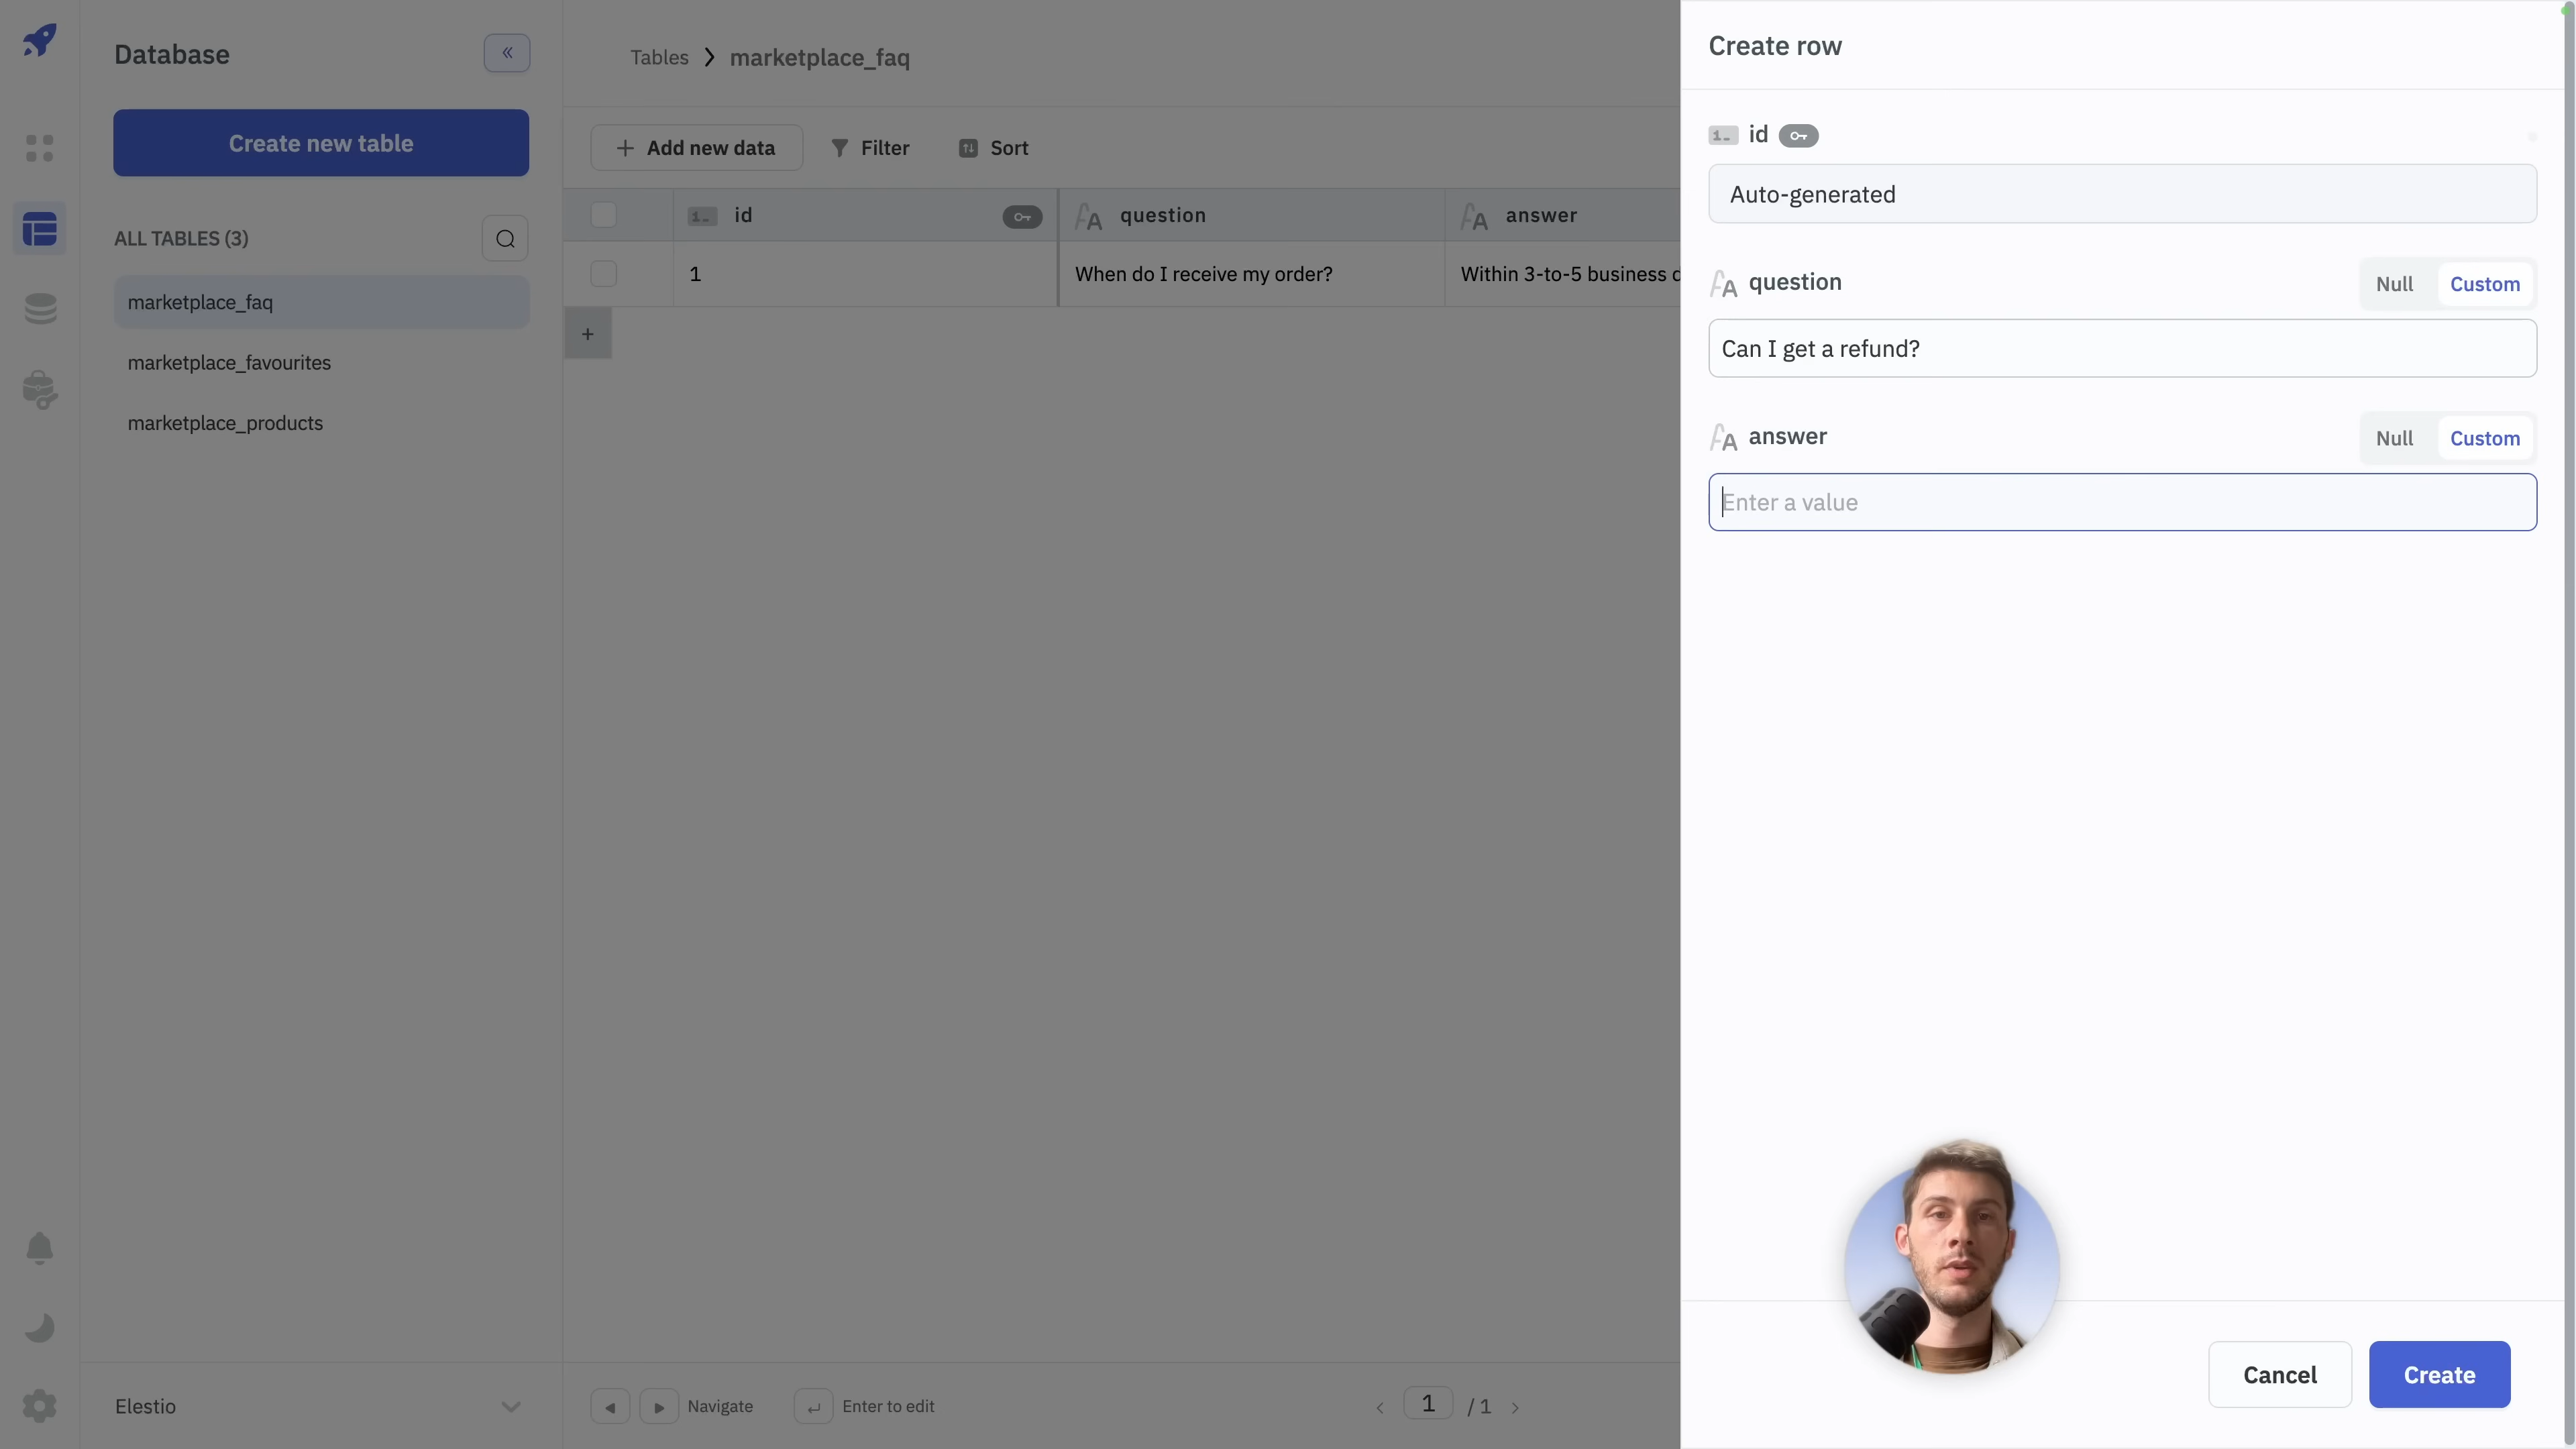 Database
«
Create new table
ALL TABLES (3)
marketplace_faq
marketplace_favourites
marketplace_products
Elestio
Tables > marketplace_faq
+ Add new data
Filter
Sort
id
question
answer
1
When do I receive my order?
Within 3-to-5 business d
+
Navigate
Enter to edit
< 1 / 1 >
Create row
id
Auto-generated
question
Null
Custom
Can I get a refund?
answer
Null
Custom
Enter a value
Cancel
Create